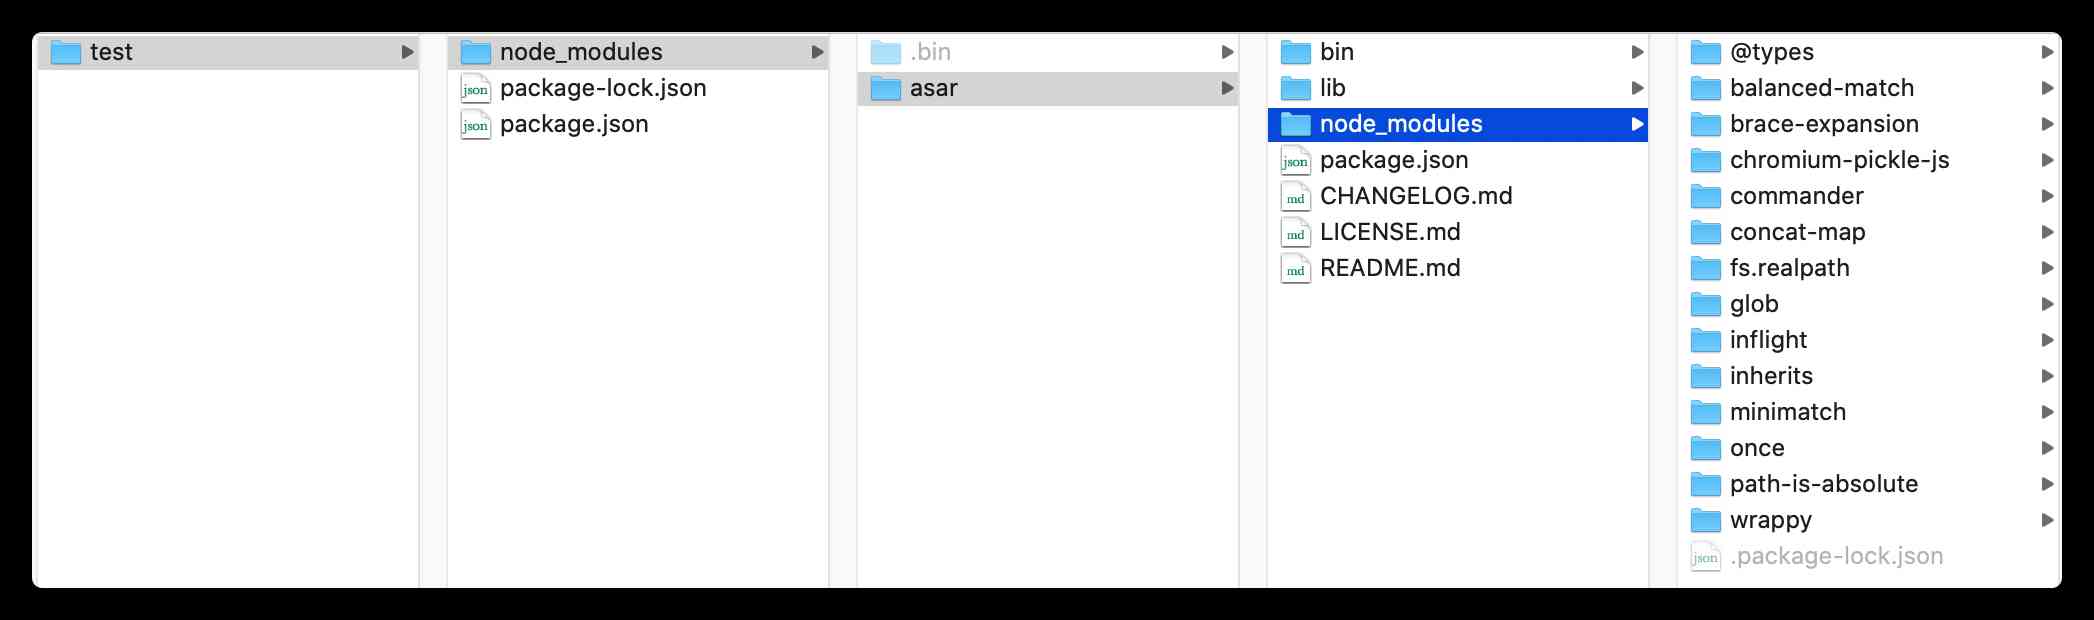 test
node_modules
json package-lock.json
json package.json
.bin
asar
bin
lib
node_modules
json package.json
md CHANGELOG.md
md LICENSE.md
md README.md
@types
balanced-match
brace-expansion
chromium-pickle-js
commander
concat-map
fs.realpath
glob
inflight
inherits
minimatch
once
path-is-absolute
wrappy
json .package-lock.json